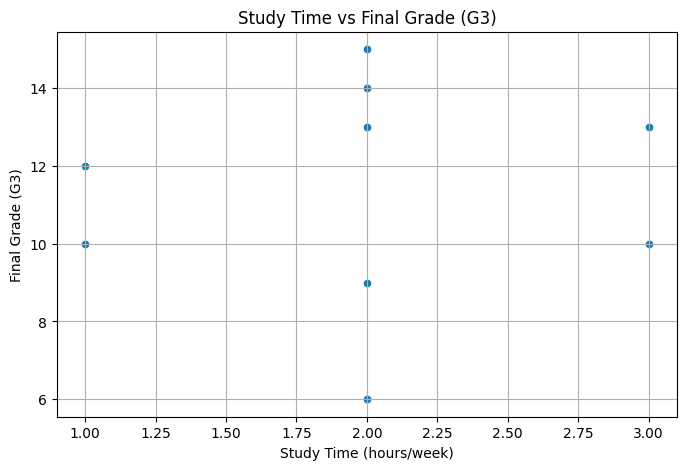 Study Time vs Final Grade (G3)
Final Grade (G3)
14
12
10
8
6
1.00 1.25 1.50 1.75 2.00 2.25 2.50 2.75 3.00
Study Time (hours/week)